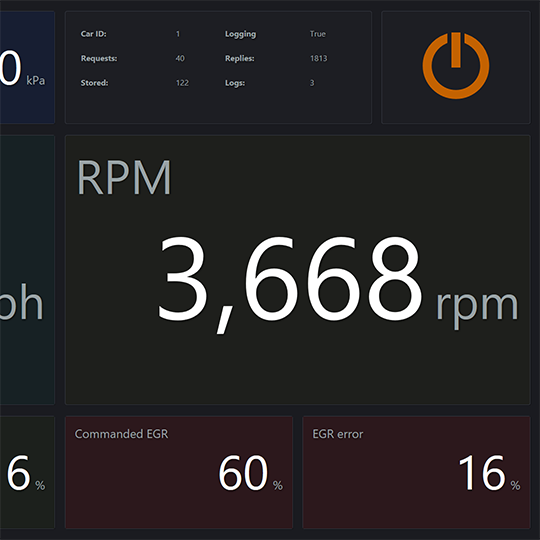 0 kPa
Car ID: 1 Logging True
Requests: 40 Replies: 1813
Stored: 122 Logs: 3
RPM
3,668 rpm
ph
6 %
Commanded EGR
60 %
EGR error
16 %